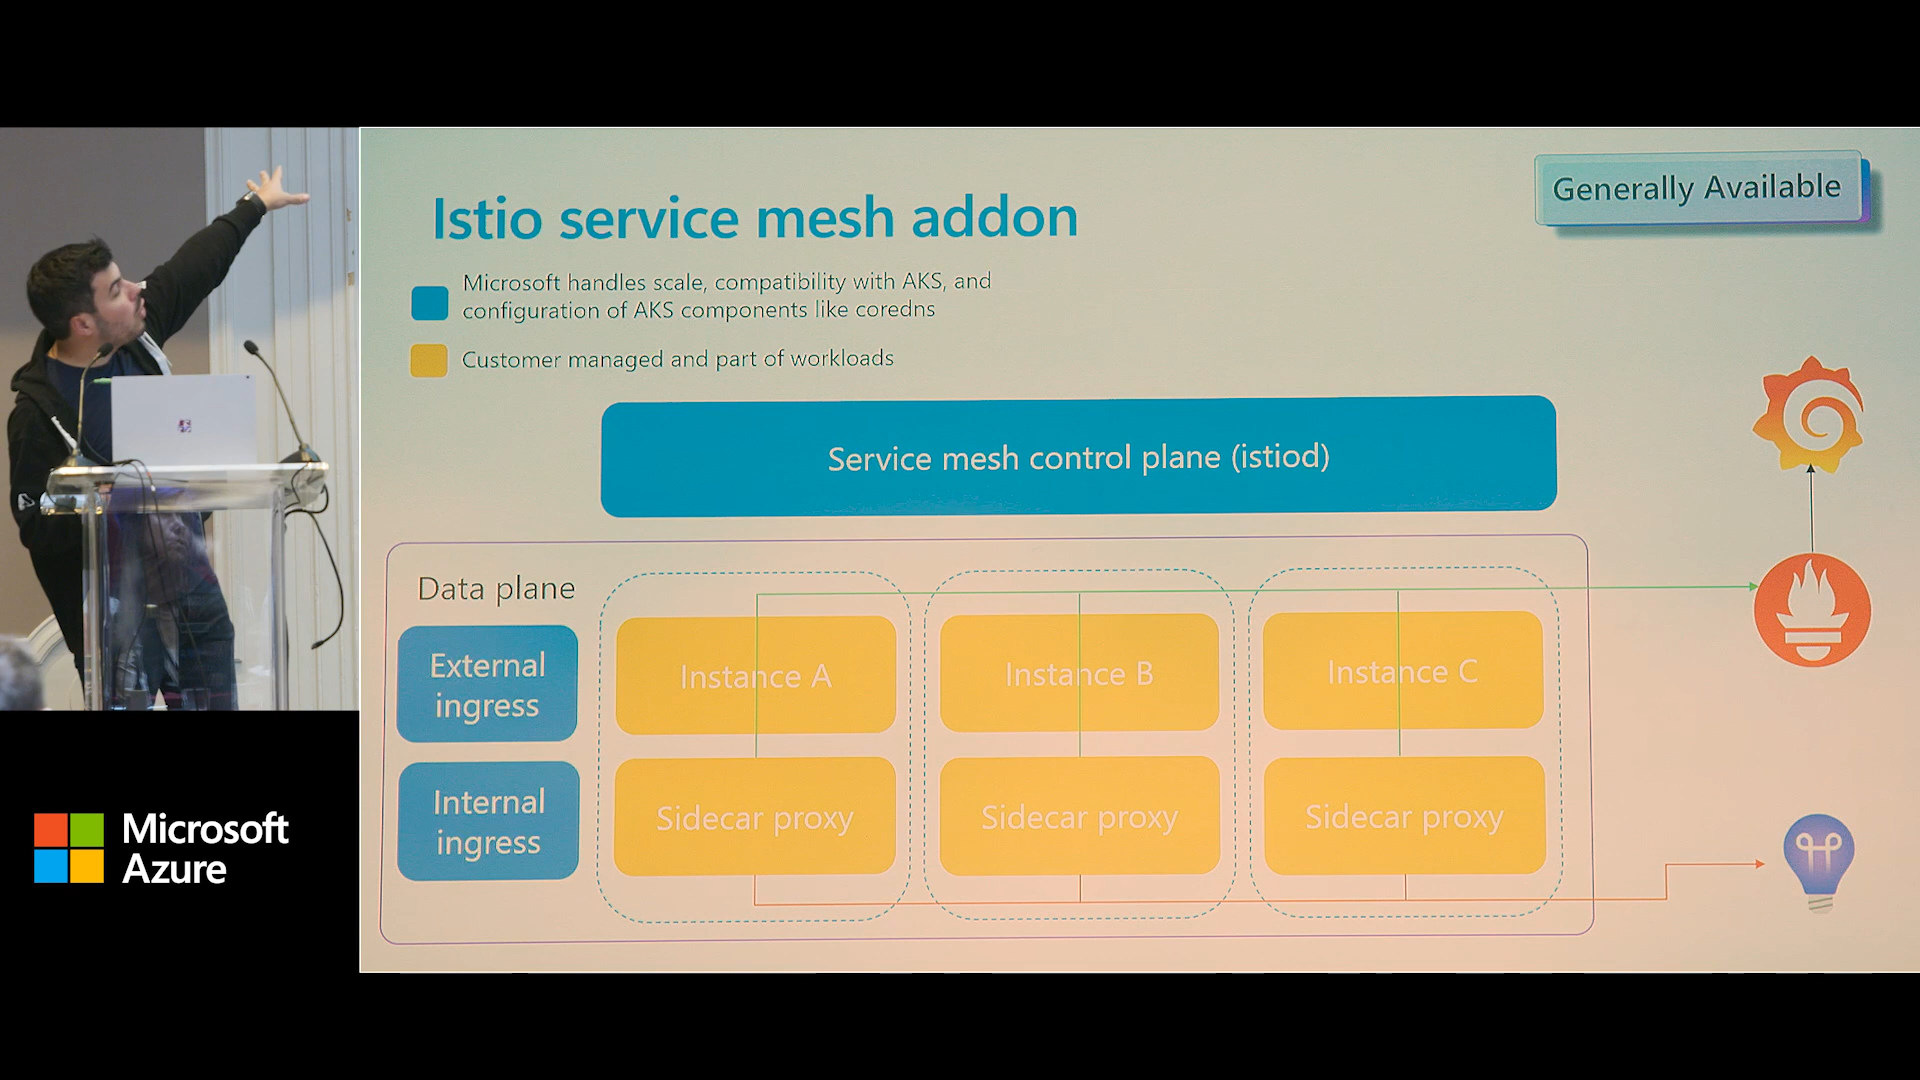 Generally Available
Istio service mesh addon
Microsoft handles scale, compatibility with AKS, and
configuration of AKS components like coredns
Customer managed and part of workloads
Service mesh control plane (istiod)
Data plane
External
ingress
Instance A
Instance B
Instance C
Internal
ingress
Sidecar proxy
Sidecar proxy
Sidecar proxy
Microsoft
Azure